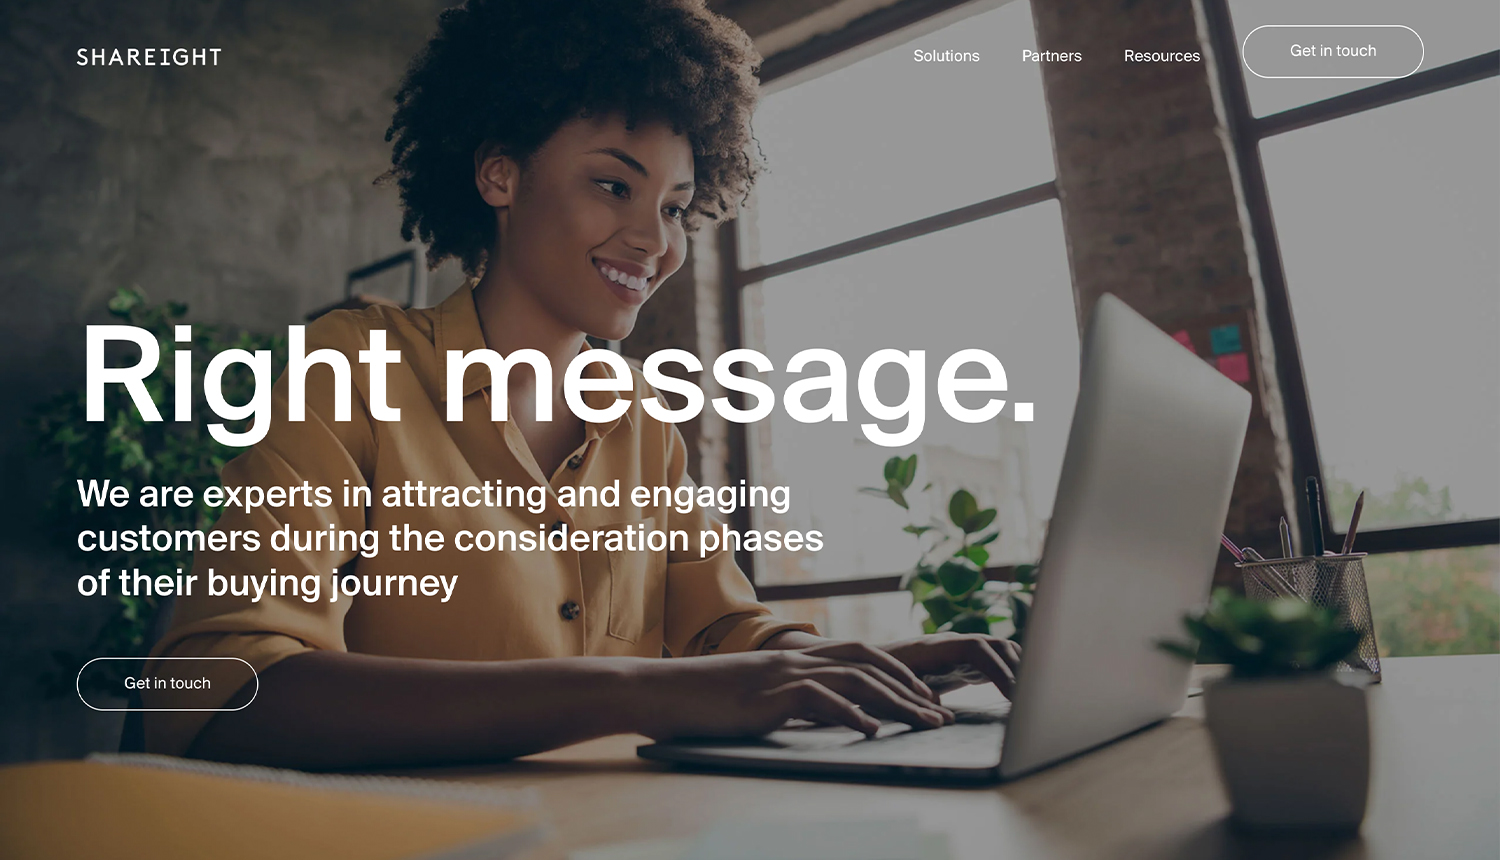 SHAREIGHT
Solutions
Partners
Resources
Get in touch
Right message.
We are experts in attracting and engaging
customers during the consideration phases
of their buying journey
Get in touch